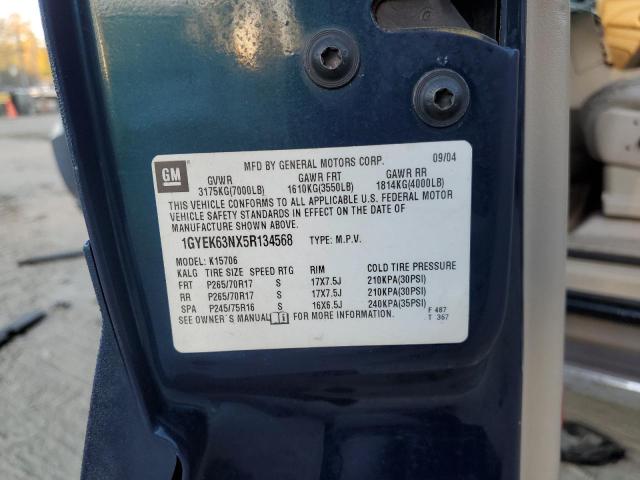 GM
MFD BY GENERAL MOTORS CORP. 09/04
GVWR GAWR FRT GAWR RR
3175KG(7000LB) 1610KG(3550LB) 1814KG(4000LB)
THIS VEHICLE CONFORMS TO ALL APPLICABLE U.S. FEDERAL MOTOR
VEHICLE SAFETY STANDARDS IN EFFECT ON THE DATE OF
MANUFACTURE SHOWN ABOVE.
1GYEK63NX5R134568 TYPE: M.P.V.
MODEL: K15706
KALG TIRE SIZE SPEED RTG RIM COLD TIRE PRESSURE
FRT P265/70R17 S 17X7.5J 210KPA(30PSI)
RR P265/70R17 S 17X7.5J 210KPA(30PSI)
SPA P245/75R16 S 16X6.5J 240KPA(35PSI)
SEE OWNER'S MANUAL FOR MORE INFORMATION. F 487
T 367